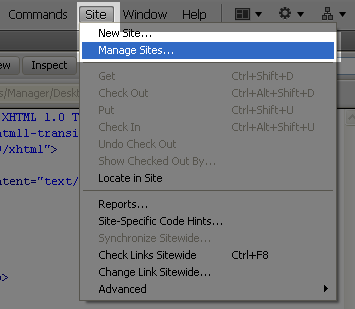 Commands Site Window Help
New Site...
Manage Sites...
Inspect
Get Ctrl+Shift+D
s/Manager/Deskt
Check Out Ctrl+Alt+Shift+D
Put Ctrl+Shift+U
XHTML 1.0 T
Check In Ctrl+Alt+Shift+U
html1-transi
Undo Check Out
/xhtml">
Show Checked Out By...
Locate in Site
ontent="text/
Reports...
Site-Specific Code Hints...
Synchronize Sitewide...
Check Links Sitewide Ctrl+F8
Change Link Sitewide...
Advanced
>